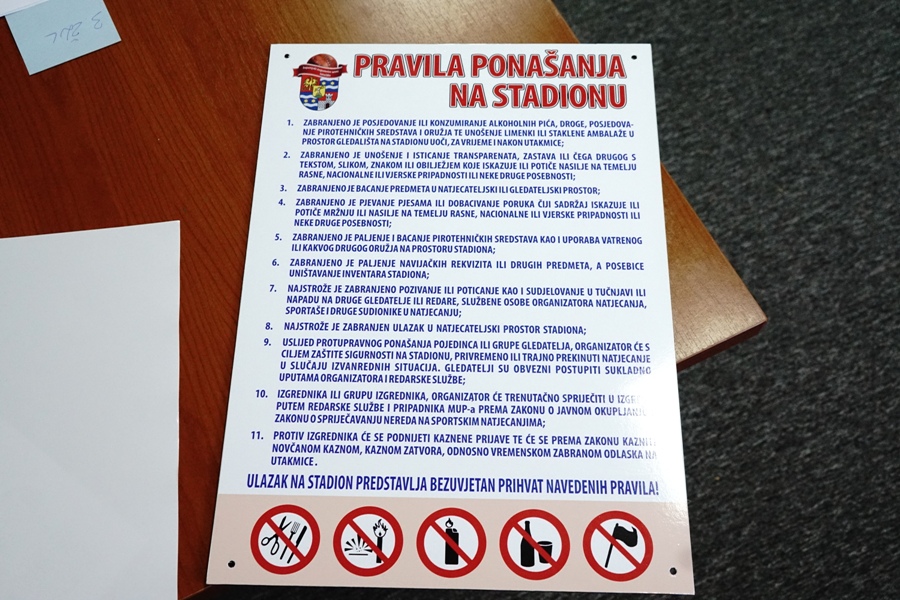 PRAVILA PONAŠANJA
NA STADIONU
1. ZABRANJENO JE POSJEDOVANJE ILI KONZUMIRANJE ALKOHOLNIH PIĆA, DROGE, POSJEDOVA-
NJE PIROTEHNIČKIH SREDSTAVA I ORUŽJA TE UNOŠENJE LIMENKI ILI STAKLENE AMBALAŽE U
PROSTOR GLEDALIŠTA NA STADIONU UOČI, ZA VRIJEME I NAKON UTAKMICE;
2. ZABRANJENO JE UNOŠENJE I ISTICANJE TRANSPARENATA, ZASTAVA ILI ČEGA DRUGOG S
TEKSTOM, SLIKOM, ZNAKOM ILI OBILJEŽJEM KOJE ISKAZUJE ILI POTIČE NASILJE NA TEMELJU
RASNE, NACIONALNE ILI VJERSKE PRIPADNOSTI ILI NEKE DRUGE POSEBNOSTI;
3. ZABRANJENO JE BACANJE PREDMETA U NATJECATELJSKI ILI GLEDATELJSKI PROSTOR;
4. ZABRANJENO JE PJEVANJE PJESAMA ILI DOBACIVANJE PORUKA ČIJI SADRŽAJ ISKAZUJE ILI
POTIČE MRŽNJU ILI NASILJE NA TEMELJU RASNE, NACIONALNE ILI VJERSKE PRIPADNOSTI ILI
NEKE DRUGE POSEBNOSTI;
5. ZABRANJENO JE PALJENJE I BACANJE PIROTEHNIČKIH SREDSTAVA KAO I UPORABA VATRENOG
ILI KAKVOG DRUGOG ORUŽJA NA PROSTORU STADIONA;
6. ZABRANJENO JE PALJENJE NAVIJAČKIH REKVIZITA ILI DRUGIH PREDMETA, A POSEBICE
UNIŠTAVANJE INVENTARA STADIONA;
7. NAJSTROŽE JE ZABRANJENO POZIVANJE ILI POTICANJE KAO I SUDJELOVANJE U TUČNJAVI ILI
NAPADU NA DRUGE GLEDATELJE ILI REDARE, SLUŽBENE OSOBE ORGANIZATORA NATJECANJA,
SPORTAŠE I DRUGE SUDIONIKE U NATJECANJU;
8. NAJSTROŽE JE ZABRANJEN ULAZAK U NATJECATELJSKI PROSTOR STADIONA;
9. USLIJED PROTUPRAVNOG PONAŠANJA POJEDINCA ILI GRUPE GLEDATELJA, ORGANIZATOR ĆE S
CILJEM ZAŠTITE SIGURNOSTI NA STADIONU, PRIVREMENO ILI TRAJNO PREKINUTI NATJECANJE
U SLUČAJU IZVANREDNIH SITUACIJA. GLEDATELJI SU OBVEZNI POSTUPITI SUKLADNO
UPUTAMA ORGANIZATORA I REDARSKE SLUŽBE;
10. IZGREDNIKA ILI GRUPU IZGREDNIKA, ORGANIZATOR ĆE TRENUTAČNO SPRIJEČITI U
PUTEM REDARSKE SLUŽBE I PRIPADNIKA MUP-a PREMA ZAKONU O JAVNOM OKUPLJANJU
ZAKONU O SPRJEČAVANJU NEREDA NA SPORTSKIM NATJECANJIMA;
11. PROTIV IZGREDNIKA ĆE SE PODNIJETI KAZNENE PRIJAVE TE ĆE SE PREMA ZAKONU KAZNITI
NOVČANOM KAZNOM, KAZNOM ZATVORA, ODNOSNO VREMENSKOM ZABRANOM ODLASKA NA
UTAKMICE.
ULAZAK NA STADION PREDSTAVLJA BEZUVJETAN PRIHVAT NAVEDENIH PRAVILA!